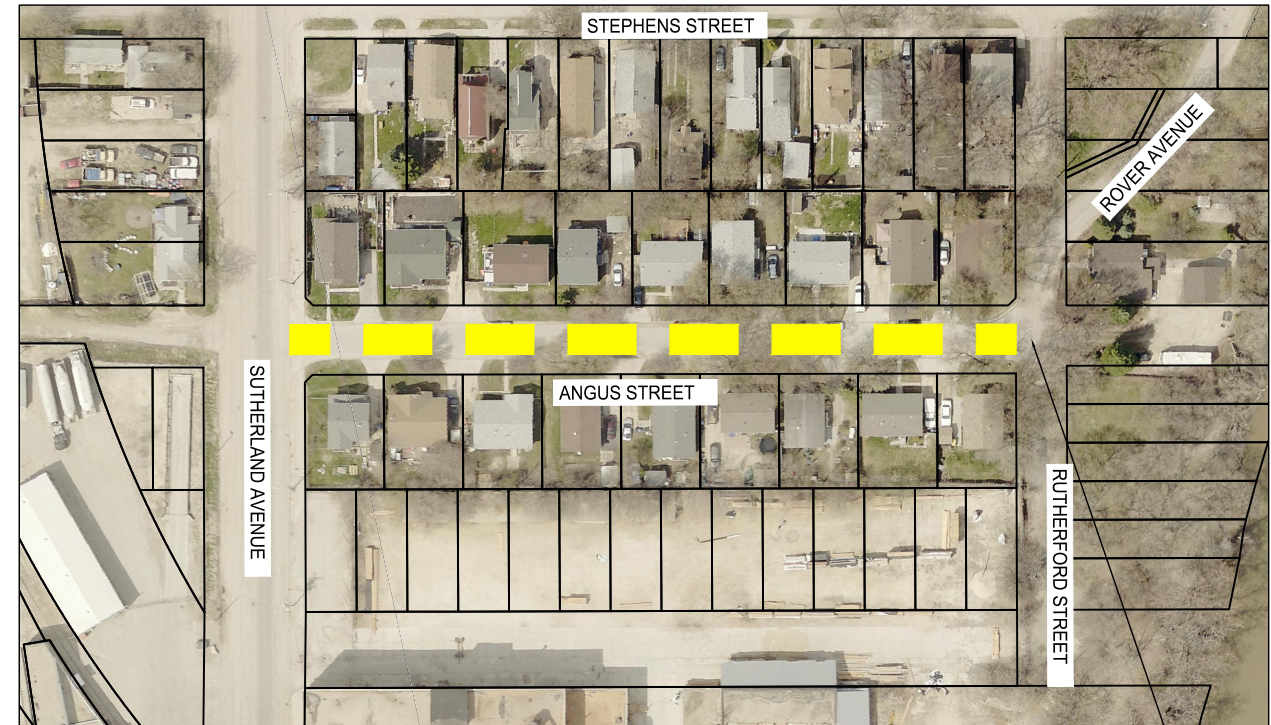 STEPHENS STREET
ROVER AVENUE
ANGUS STREET
SUTHERLAND AVENUE
RUTHERFORD STREET